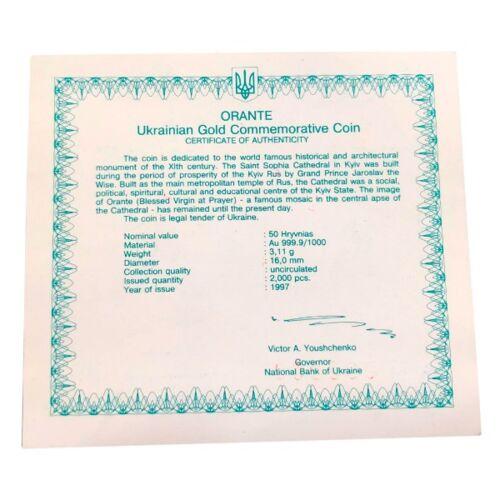 ORANTE
Ukrainian Gold Commemorative Coin
CERTIFICATE OF AUTHENTICITY
The coin is dedicated to the world famous historical and architectural
monument of the XIth century. The Saint Sophia Cathedral in Kyiv was built
during the period of prosperity of the Kyiv Rus by Grand Prince Jaroslav the
Wise. Built as the main metropolitan temple of Rus, the Cathedral was a social,
political, spiritural, cultural and educational centre of the Kyiv State. The image
of Orante (Blessed Virgin at Prayer) - a famous mosaic in the central apse of
the Cathedral - has remained until the present day.
The coin is legal tender of Ukraine.
Nominal value : 50 Hryvnias
Material : Au 999.9/1000
Weight : 3,11 g
Diameter : 16,0 mm
Collection quality : uncirculated
Issued quantity : 2,000 pcs.
Year of issue : 1997
Victor A. Youshchenko
Governor
National Bank of Ukraine